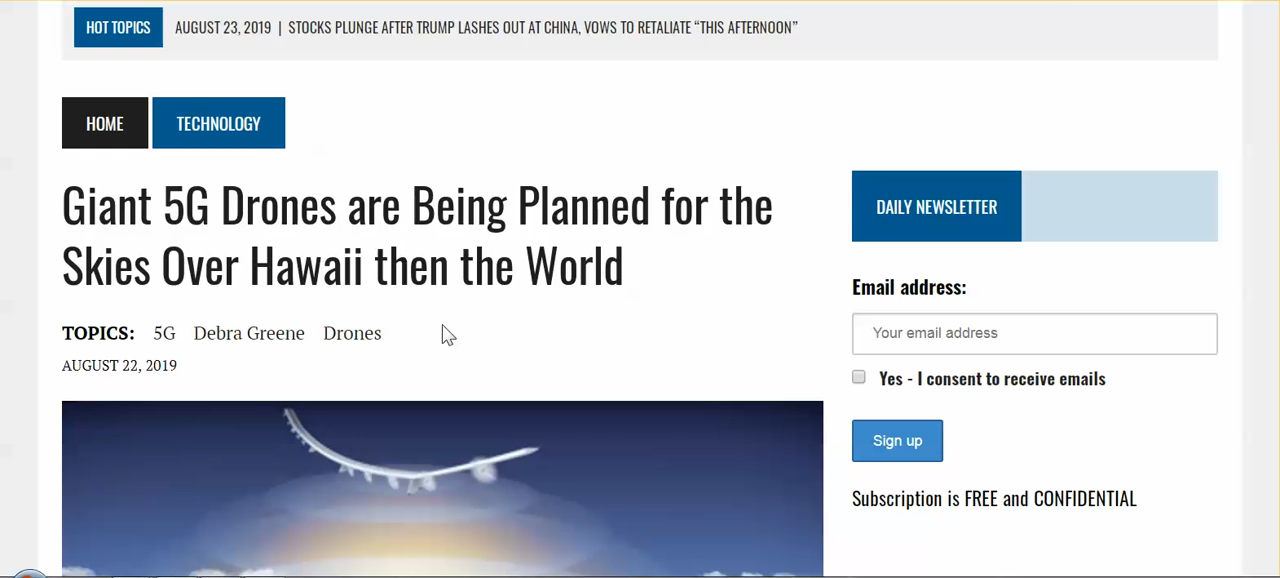 HOT TOPICS AUGUST 23, 2019 | STOCKS PLUNGE AFTER TRUMP LASHES OUT AT CHINA, VOWS TO RETALIATE “THIS AFTERNOON”
HOME TECHNOLOGY
Giant 5G Drones are Being Planned for the
Skies Over Hawaii then the World
TOPICS: 5G Debra Greene Drones
AUGUST 22, 2019
DAILY NEWSLETTER
Email address:
Your email address
Yes - I consent to receive emails
Sign up
Subscription is FREE and CONFIDENTIAL